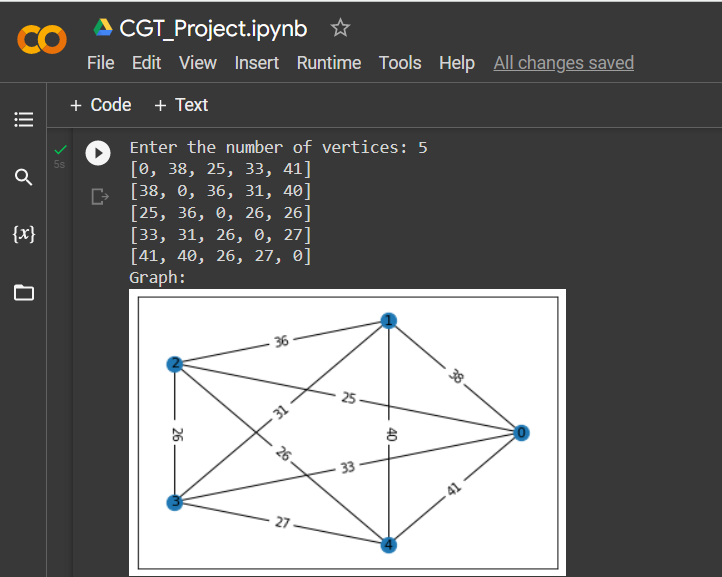 CGT_Project.ipynb
File Edit View Insert Runtime Tools Help All changes saved
+ Code + Text
5s
{x}
Enter the number of vertices: 5
[0, 38, 25, 33, 41]
[38, 0, 36, 31, 40]
[25, 36, 0, 26, 26]
[33, 31, 26, 0, 27]
[41, 40, 26, 27, 0]
Graph:
1
36
2
38
25
31
26
40
0
26
33
41
3
27
4